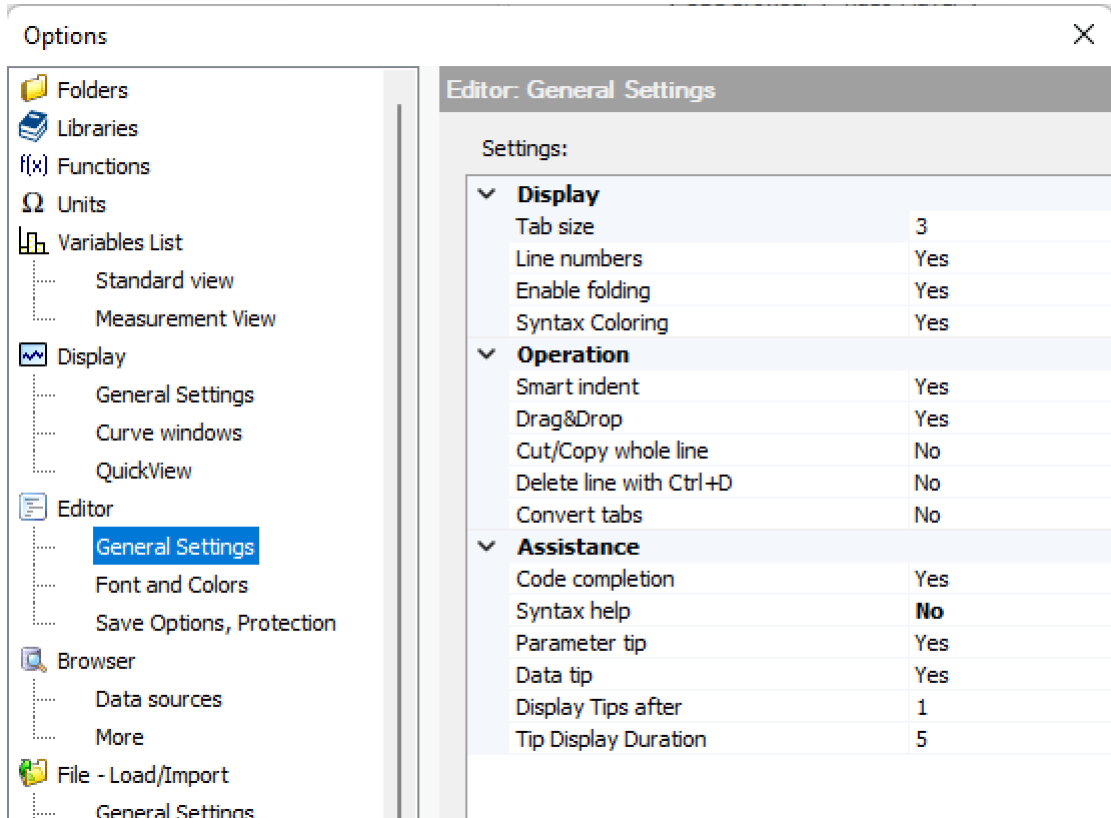 Options
Folders
Libraries
f(x) Functions
Ω Units
Variables List
Standard view
Measurement View
Display
General Settings
Curve windows
QuickView
Editor
General Settings
Font and Colors
Save Options, Protection
Browser
Data sources
More
File - Load/Import
General Settings
Editor: General Settings
Settings:
Display
Tab size 3
Line numbers Yes
Enable folding Yes
Syntax Coloring Yes
Operation
Smart indent Yes
Drag&Drop Yes
Cut/Copy whole line No
Delete line with Ctrl+D No
Convert tabs No
Assistance
Code completion Yes
Syntax help No
Parameter tip Yes
Data tip Yes
Display Tips after 1
Tip Display Duration 5